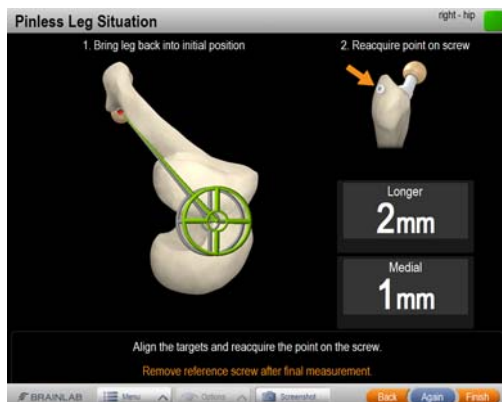 Pinless Leg Situation
right - hip
1. Bring leg back into initial position
2. Reacquire point on screw
Longer
2mm
Medial
1mm
Align the targets and reacquire the point on the screw.
Remove reference screw after final measurement.
BRAINLAB
Menu
Options
Screenshot
Back
Again
Finish